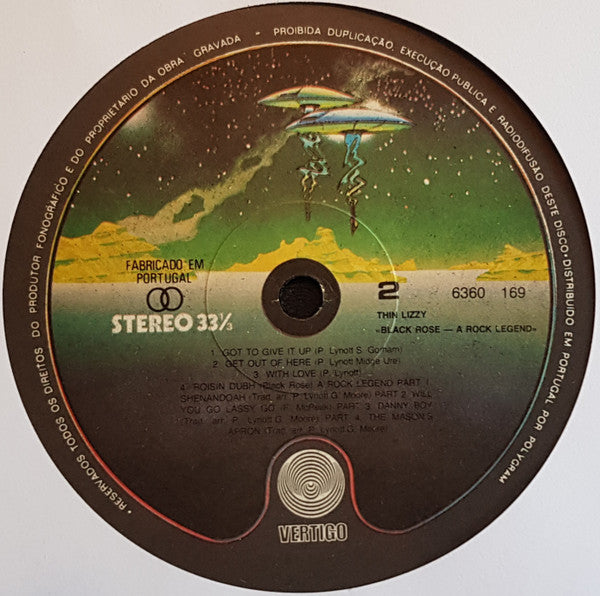 • RESERVADOS TODOS OS DIREITOS DO PRODUTOR FONOGRÁFICO E DO PROPRIETÁRIO DA OBRA GRAVADA - PROIBIDA DUPLICAÇÃO, EXECUÇÃO PÚBLICA E RADIODIFUSÃO DESTE DISCO • DISTRIBUÍDO EM PORTUGAL POR POLYGRAM
FABRICADO EM
PORTUGAL
STEREO 33⅓
2
6360 169
THIN LIZZY
«BLACK ROSE — A ROCK LEGEND»
1. GOT TO GIVE IT UP (P. Lynott S. Gorham)
2. GET OUT OF HERE (P. Lynott Midge Ure)
3. WITH LOVE (P. Lynott)
4. ROISIN DUBH (Black Rose) A ROCK LEGEND PART 1.
SHENANDOAH (Trad. arr. P. Lynott G. Moore) PART 2. WILL
YOU GO LASSY GO (F. McPeak) PART 3. DANNY BOY
(Trad. arr. P. Lynott G. Moore) PART 4. THE MASON'S
APRON (Trad. arr. P. Lynott G. Moore)
VERTIGO